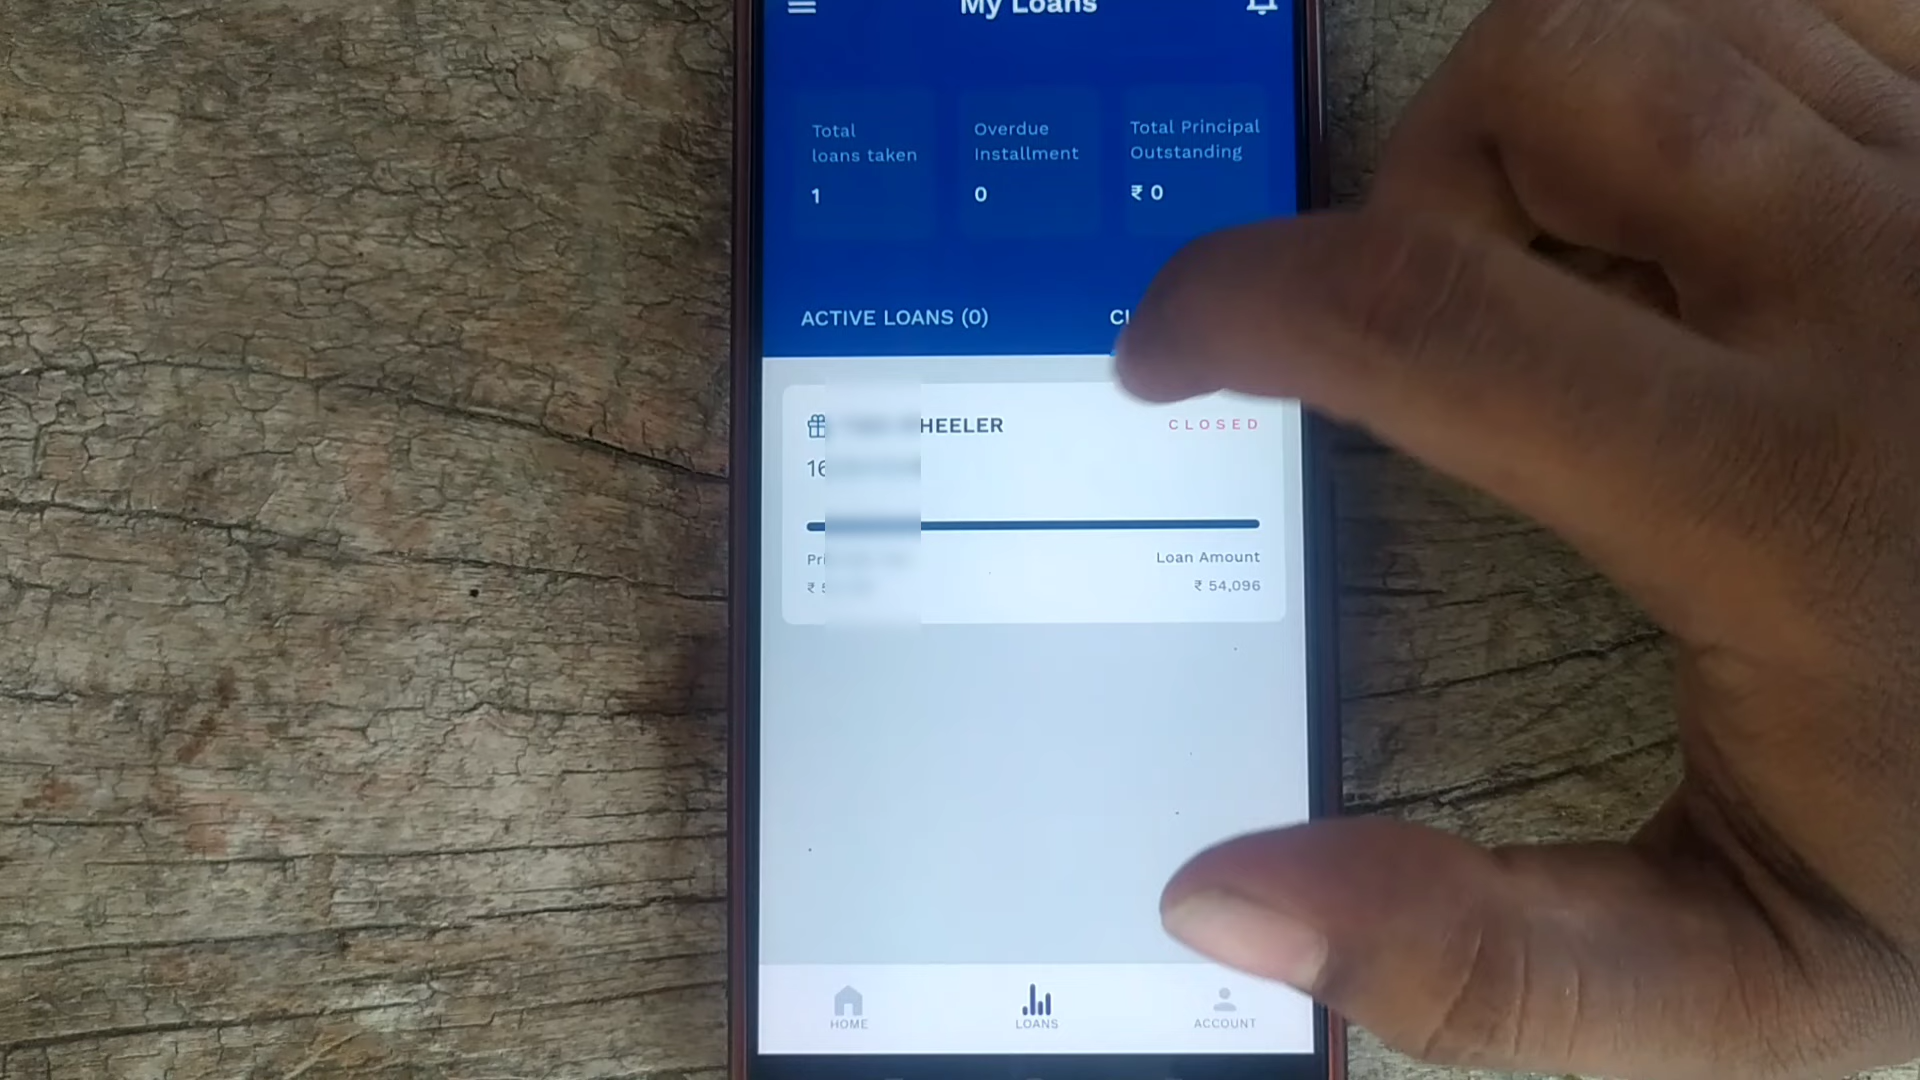 My Loans
Total
loans taken
1
Overdue
Installment
0
Total Principal
Outstanding
₹ 0
ACTIVE LOANS (0)
HEELER
CLOSED
16
Loan Amount
₹ 54,096
HOME
LOANS
ACCOUNT